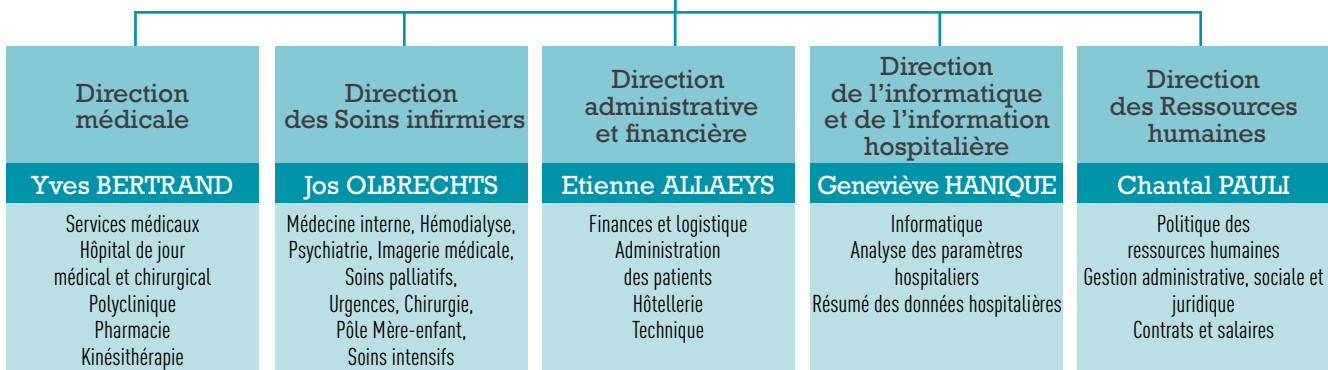 Direction
médicale
Yves BERTRAND
Services médicaux
Hôpital de jour
médical et chirurgical
Polyclinique
Pharmacie
Kinésithérapie
Direction
des Soins infirmiers
Jos OLBRECHTS
Médecine interne, Hémodialyse,
Psychiatrie, Imagerie médicale,
Soins palliatifs,
Urgences, Chirurgie,
Pôle Mère-enfant,
Soins intensifs
Direction
administrative
et financière
Etienne ALLAEYS
Finances et logistique
Administration
des patients
Hôtellerie
Technique
Direction
de l’informatique
et de l’information
hospitalière
Geneviève HANIQUE
Informatique
Analyse des paramètres
hospitaliers
Résumé des données hospitalières
Direction
des Ressources
humaines
Chantal PAULI
Politique des
ressources humaines
Gestion administrative, sociale et
juridique
Contrats et salaires